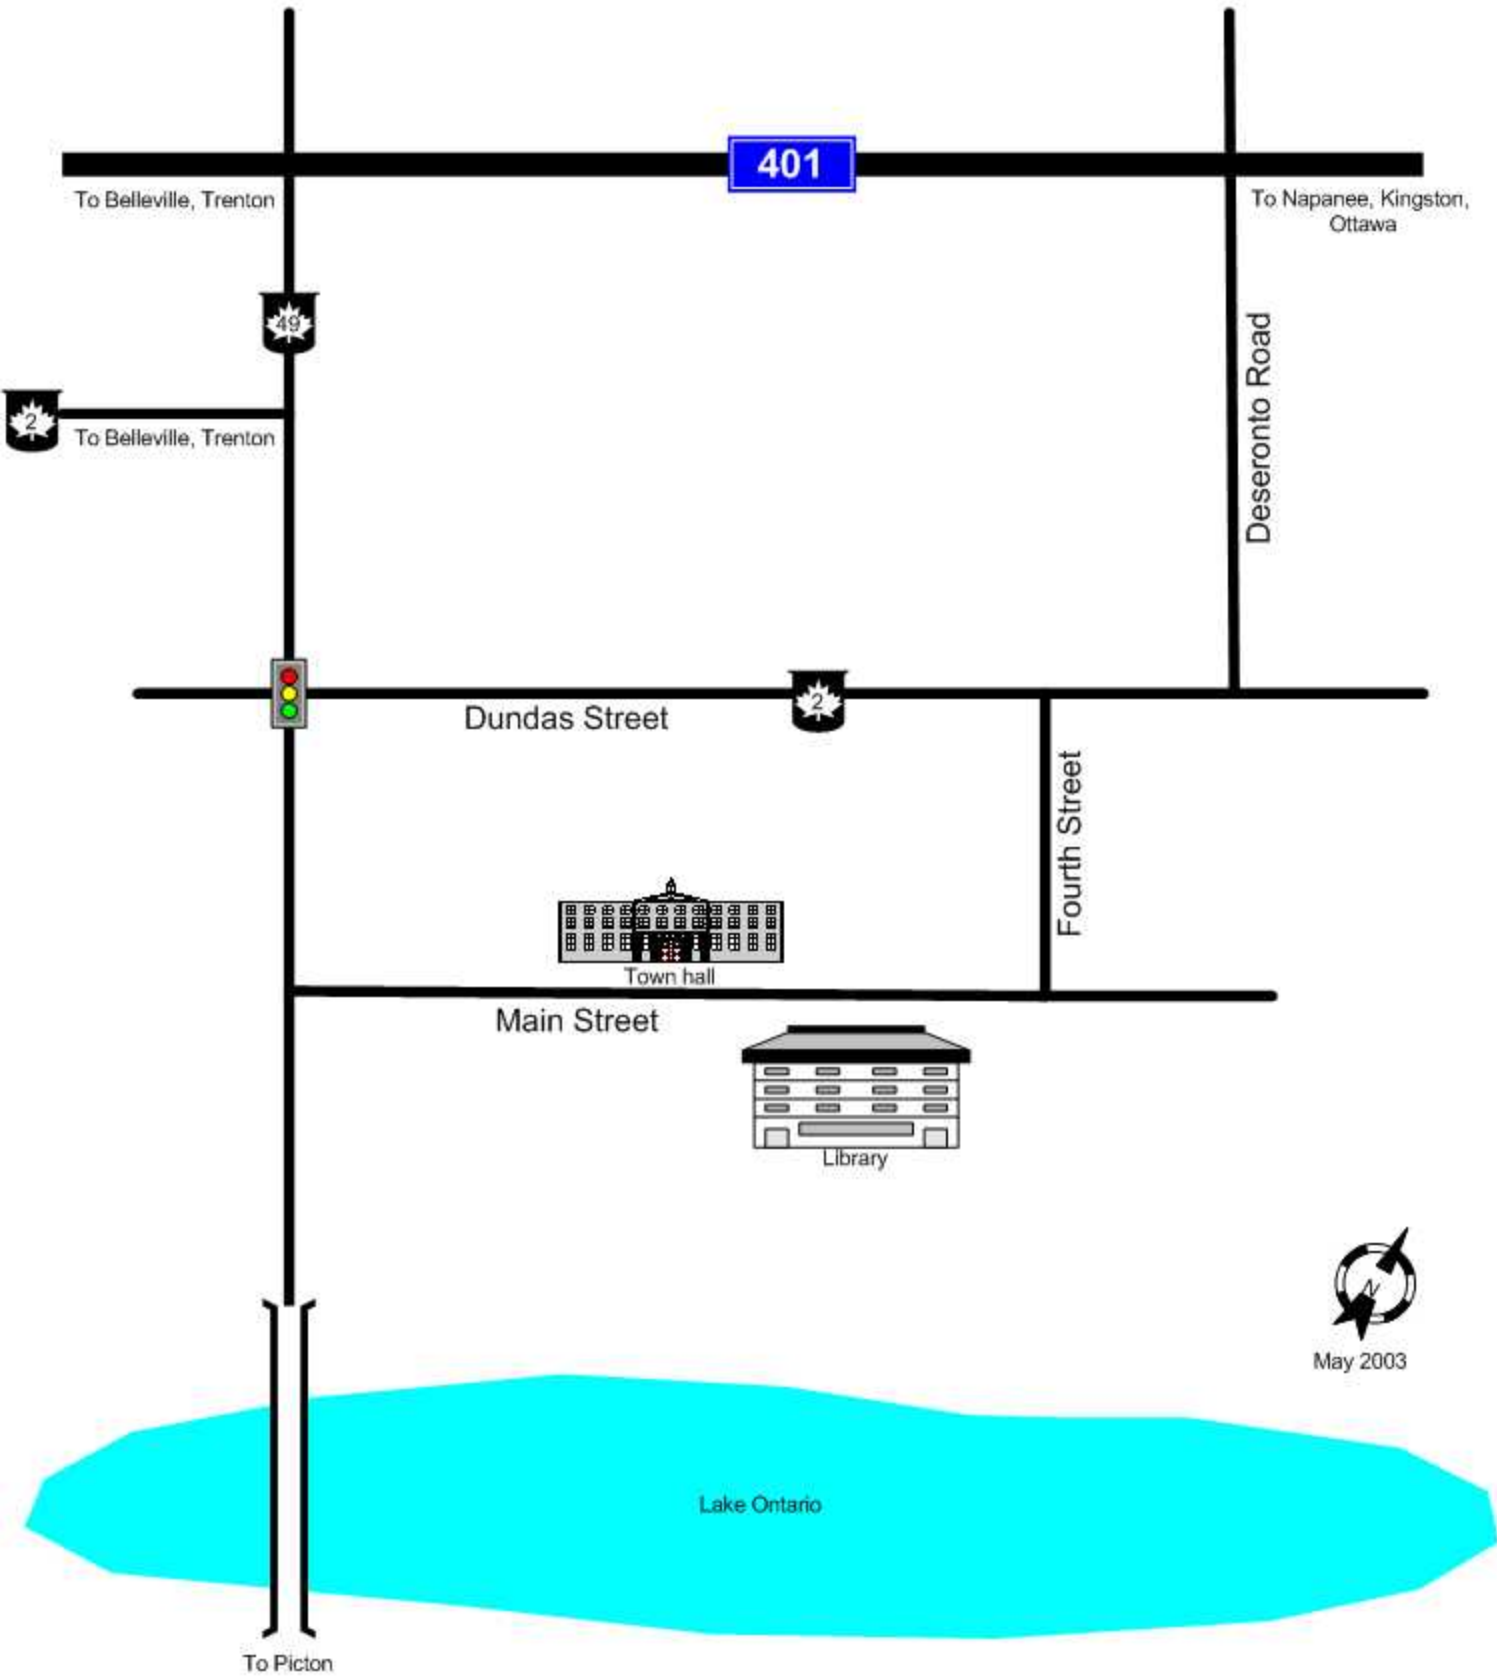 401
To Belleville, Trenton
To Napanee, Kingston,
Ottawa
49
Deseronto Road
2
To Belleville, Trenton
2
Dundas Street
Fourth Street
Town hall
Main Street
Library
N
May 2003
Lake Ontario
To Picton